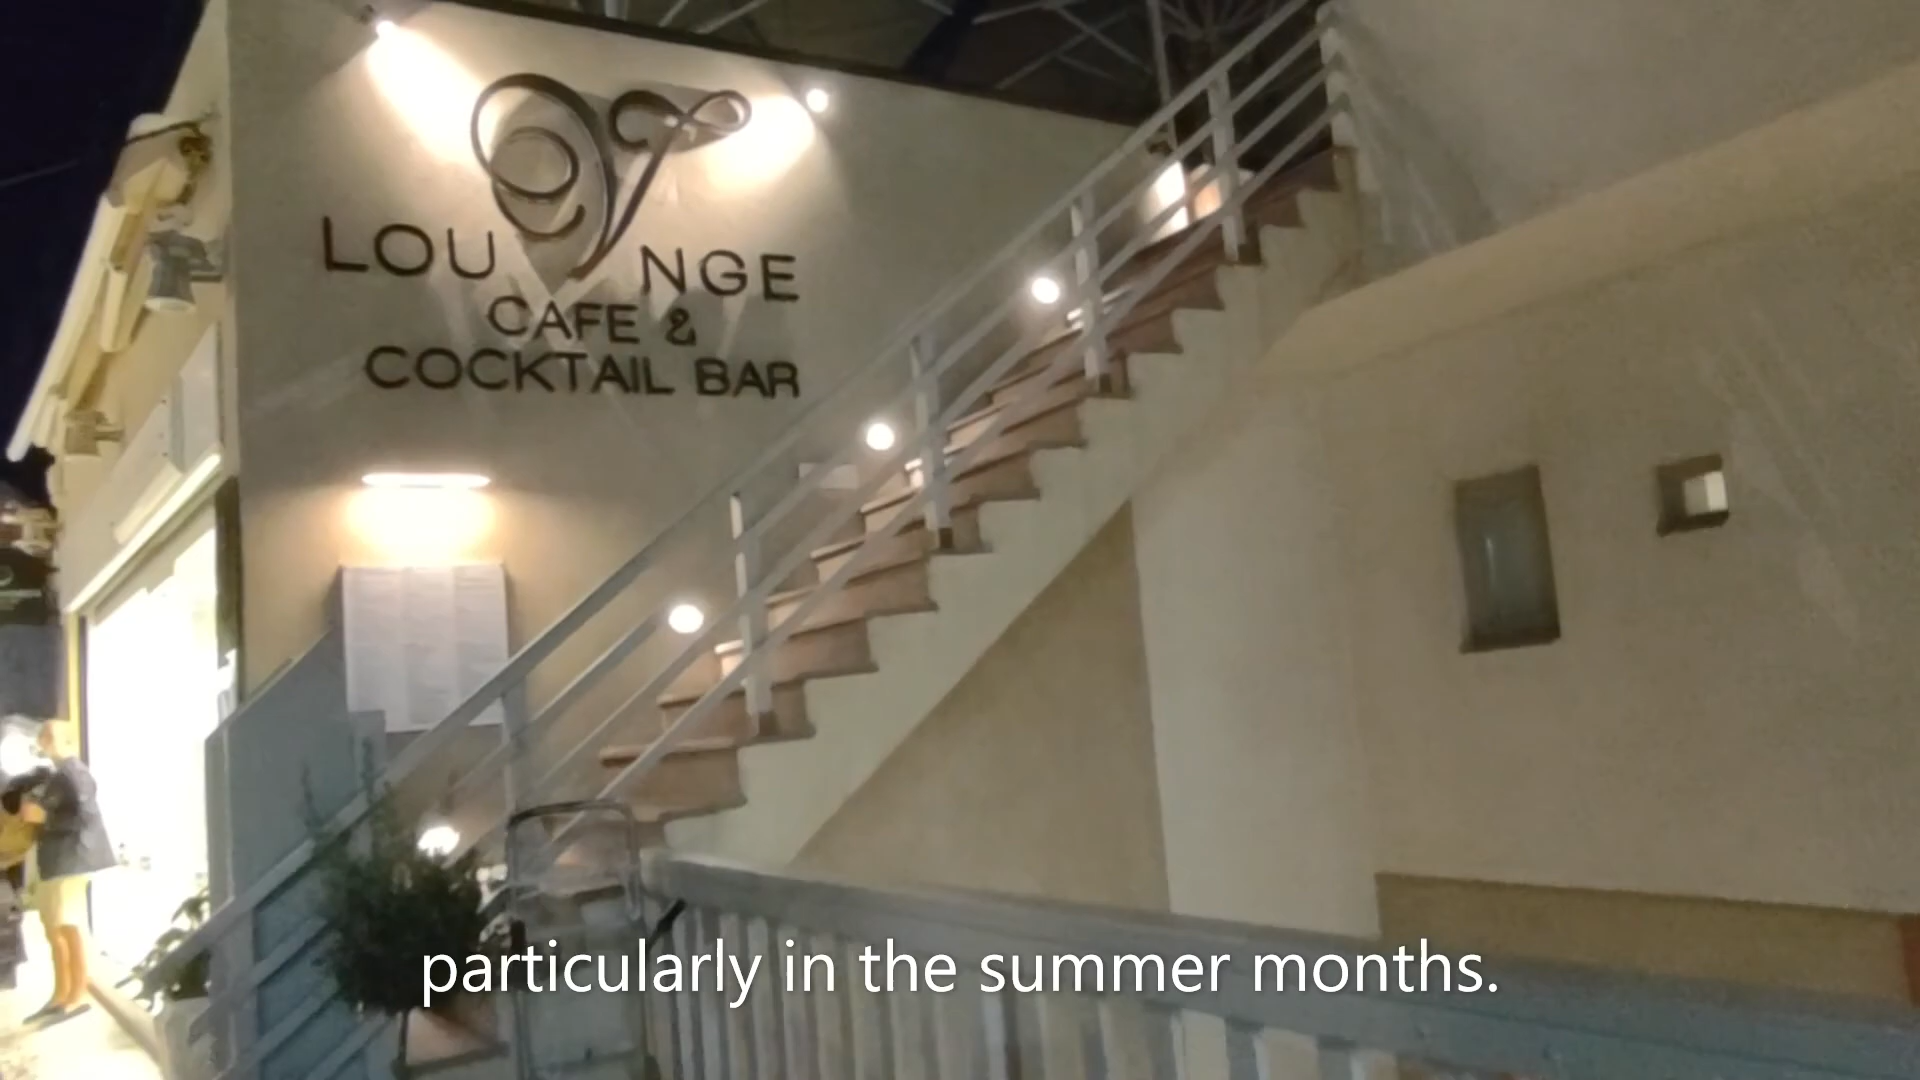 V
LOUNGE
CAFE &
COCKTAIL BAR
particularly in the summer months.